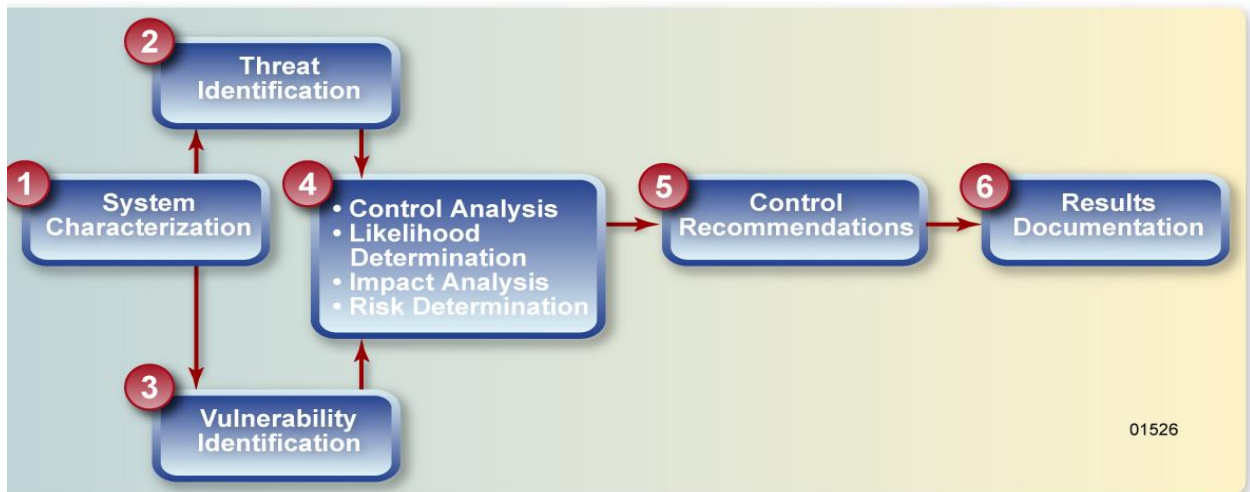 1
System
Characterization
2
Threat
Identification
3
Vulnerability
Identification
4
• Control Analysis
• Likelihood
Determination
• Impact Analysis
• Risk Determination
5
Control
Recommendations
6
Results
Documentation
01526